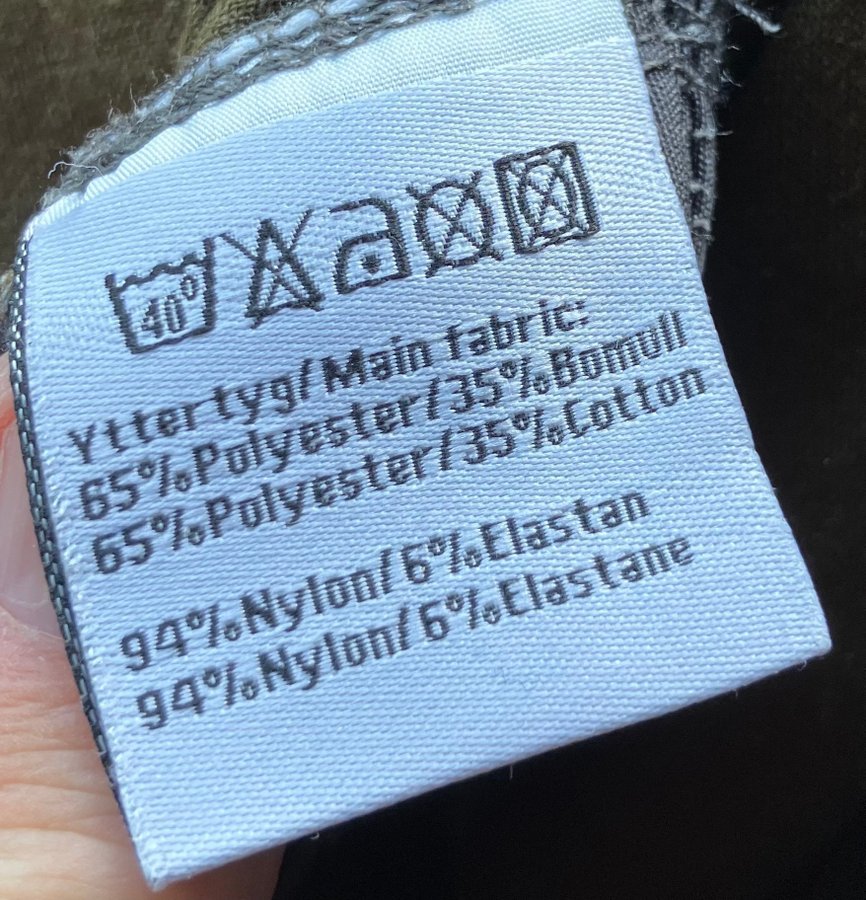 40°
Yttertyg/Main fabric:
65%Polyester/35%Bomull
65%Polyester/35%Cotton
94%Nylon/6%Elastan
94%Nylon/6%Elastane